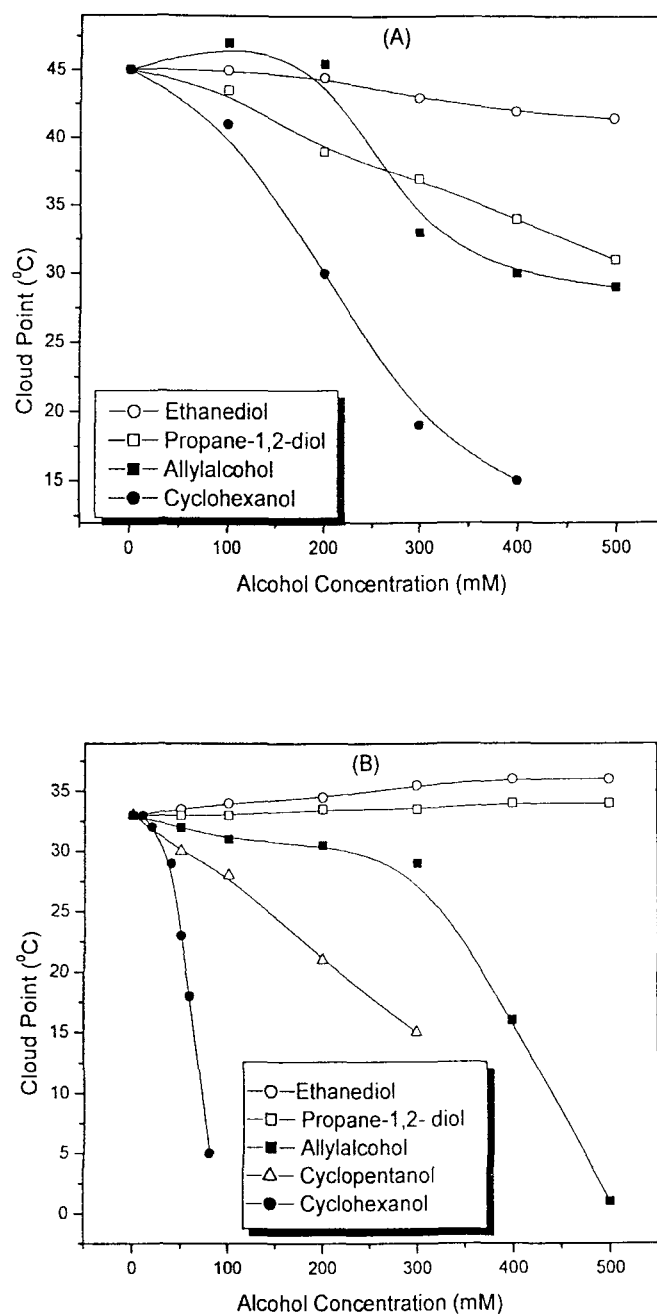 (A)
45
40
35
30
25
20
15
Cloud Point (⁰C)
Ethanediol
Propane-1,2-diol
Allylalcohol
Cyclohexanol
0 100 200 300 400 500
Alcohol Concentration (mM)
(B)
35
30
25
20
15
10
5
0
Cloud Point (⁰C)
Ethanediol
Propane-1,2- diol
Allylalcohol
Cyclopentanol
Cyclohexanol
0 100 200 300 400 500
Alcohol Concentration (mM)